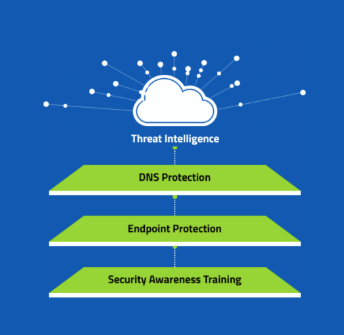 Threat Intelligence
DNS Protection
Endpoint Protection
Security Awareness Training